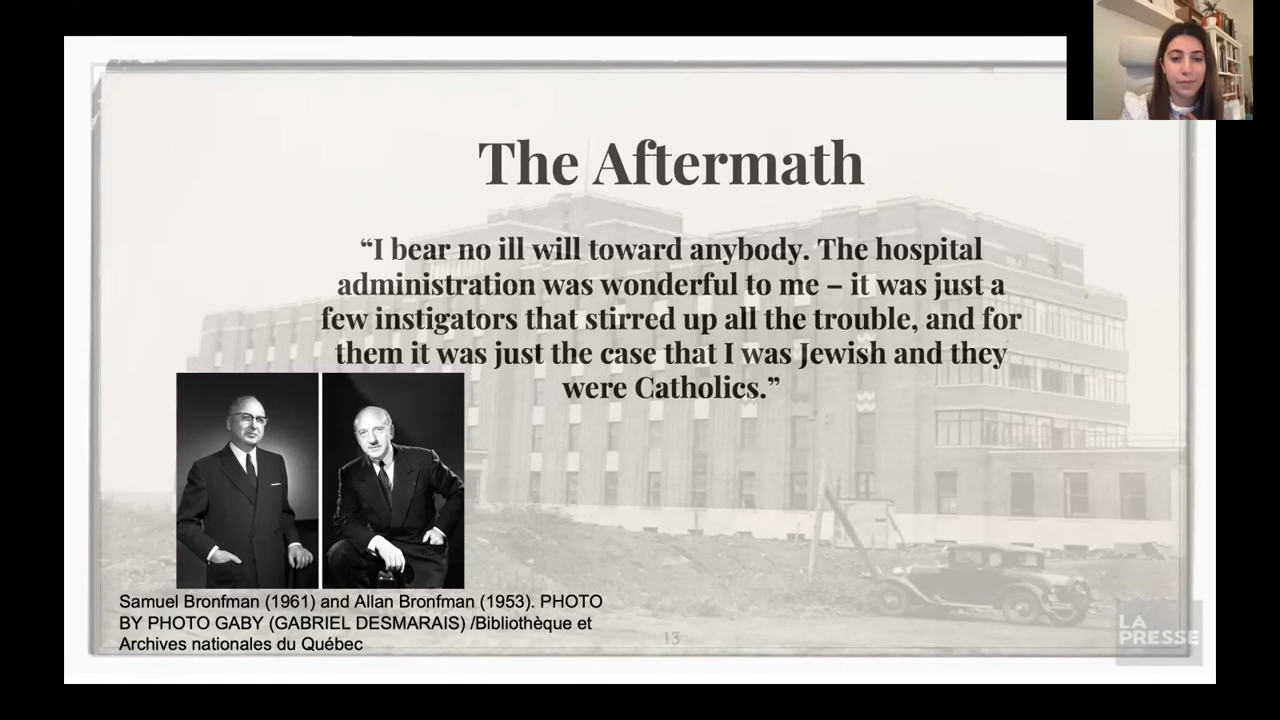 The Aftermath
“I bear no ill will toward anybody. The hospital
administration was wonderful to me – it was just a
few instigators that stirred up all the trouble, and for
them it was just the case that I was Jewish and they
were Catholics.”
Samuel Bronfman (1961) and Allan Bronfman (1953). PHOTO
BY PHOTO GABY (GABRIEL DESMARAIS) /Bibliothèque et
Archives nationales du Québec
13
LA
PRESSE